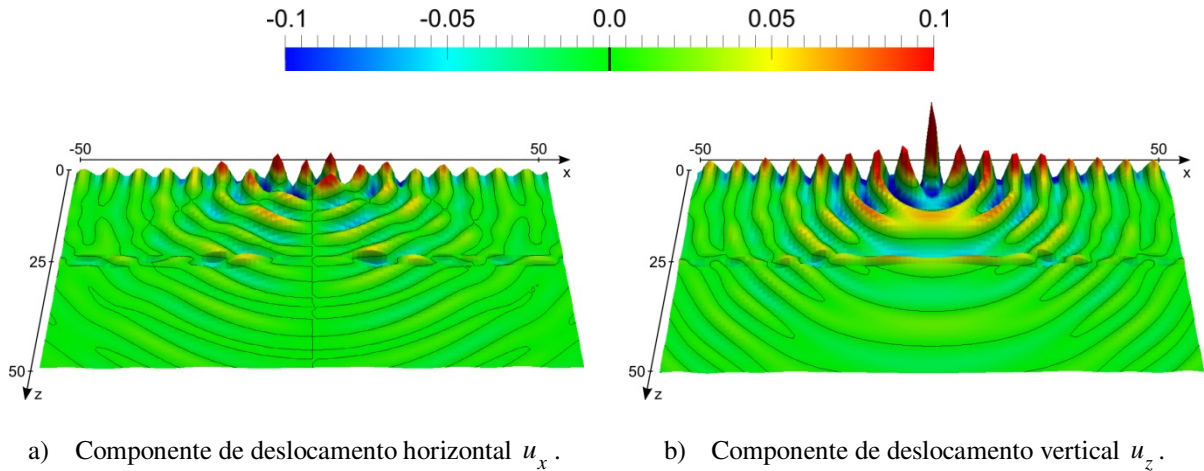 -0.1 -0.05 0.0 0.05 0.1
-50 50
x
0
25
50
z
-50 50
x
0
25
50
z
a) Componente de deslocamento horizontal u_x .
b) Componente de deslocamento vertical u_z .